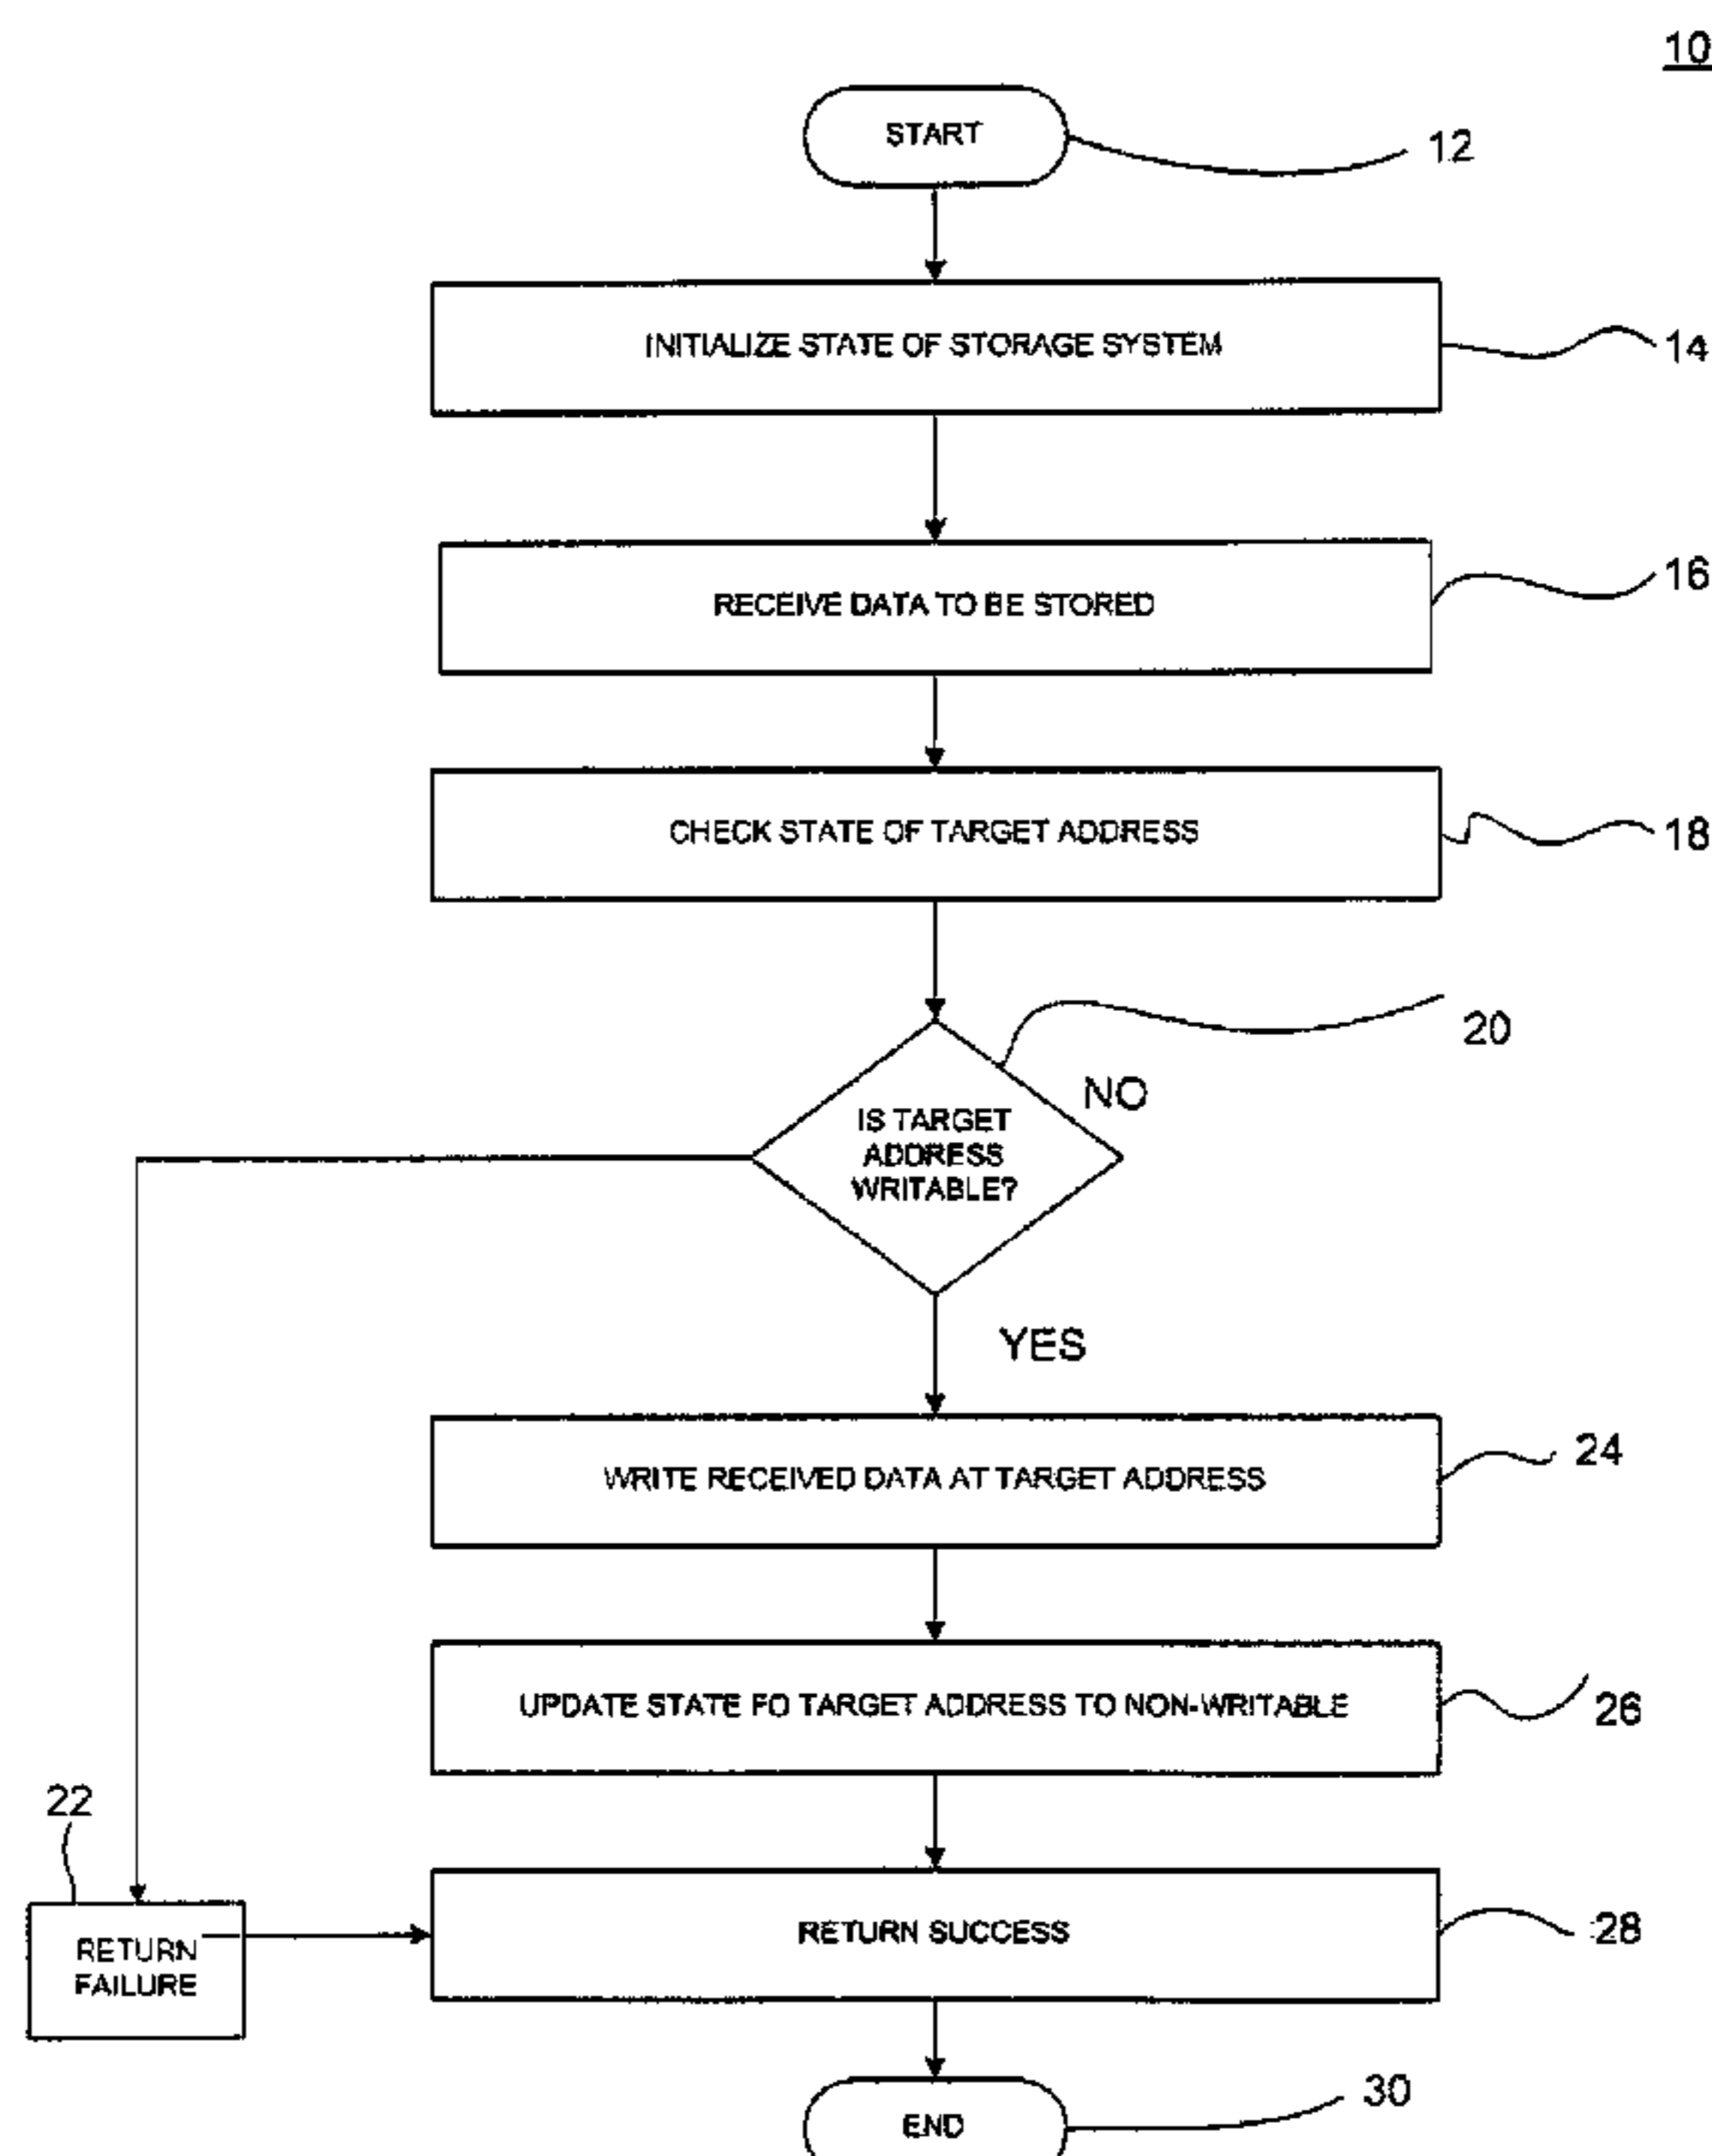 10
START
12
INITIALIZE STATE OF STORAGE SYSTEM
14
RECEIVE DATA TO BE STORED
16
CHECK STATE OF TARGET ADDRESS
18
20
NO
IS TARGET
ADDRESS
WRITABLE?
YES
WRITE RECEIVED DATA AT TARGET ADDRESS
24
UPDATE STATE FO TARGET ADDRESS TO NON-WRITABLE
26
22
RETURN
FAILURE
RETURN SUCCESS
28
END
30